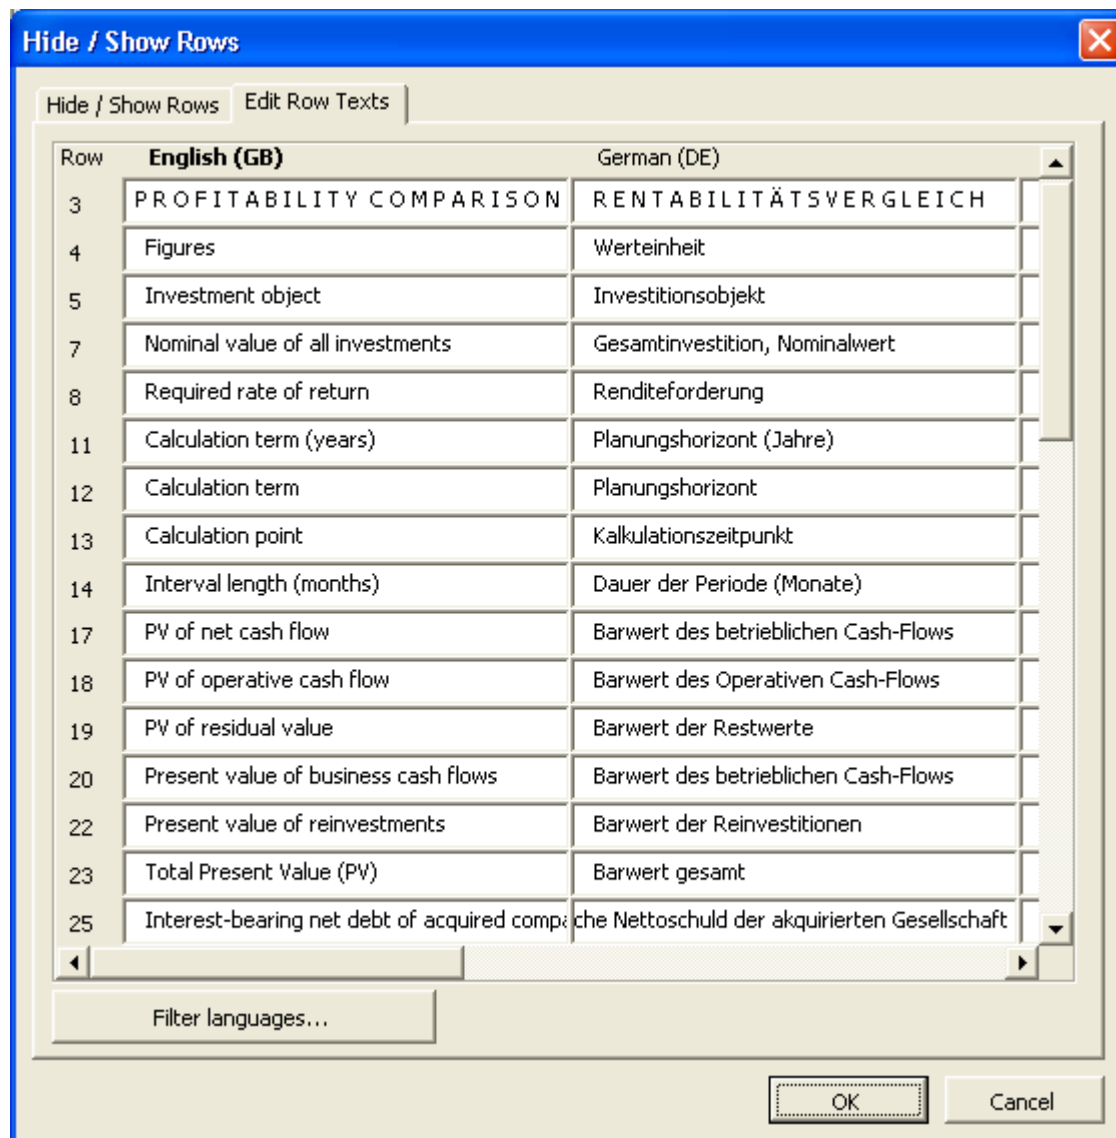 Hide / Show Rows
Hide / Show Rows Edit Row Texts
Row English (GB) German (DE)
3 PROFITABILITY COMPARISON RENTABILITÄTSVERGLEICH
4 Figures Werteinheit
5 Investment object Investitionsobjekt
7 Nominal value of all investments Gesamtinvestition, Nominalwert
8 Required rate of return Renditeforderung
11 Calculation term (years) Planungshorizont (Jahre)
12 Calculation term Planungshorizont
13 Calculation point Kalkulationszeitpunkt
14 Interval length (months) Dauer der Periode (Monate)
17 PV of net cash flow Barwert des betrieblichen Cash-Flows
18 PV of operative cash flow Barwert des Operativen Cash-Flows
19 PV of residual value Barwert der Restwerte
20 Present value of business cash flows Barwert des betrieblichen Cash-Flows
22 Present value of reinvestments Barwert der Reinvestitionen
23 Total Present Value (PV) Barwert gesamt
25 Interest-bearing net debt of acquired compa che Nettoschuld der akquirierten Gesellschaft
Filter languages...
OK Cancel